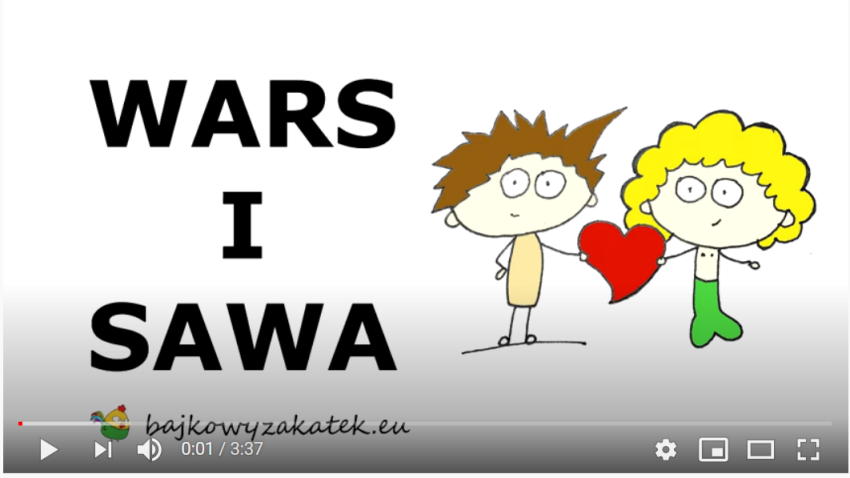 WARS
I
SAWA
bajkowyzakatek.eu
0:01 / 3:37